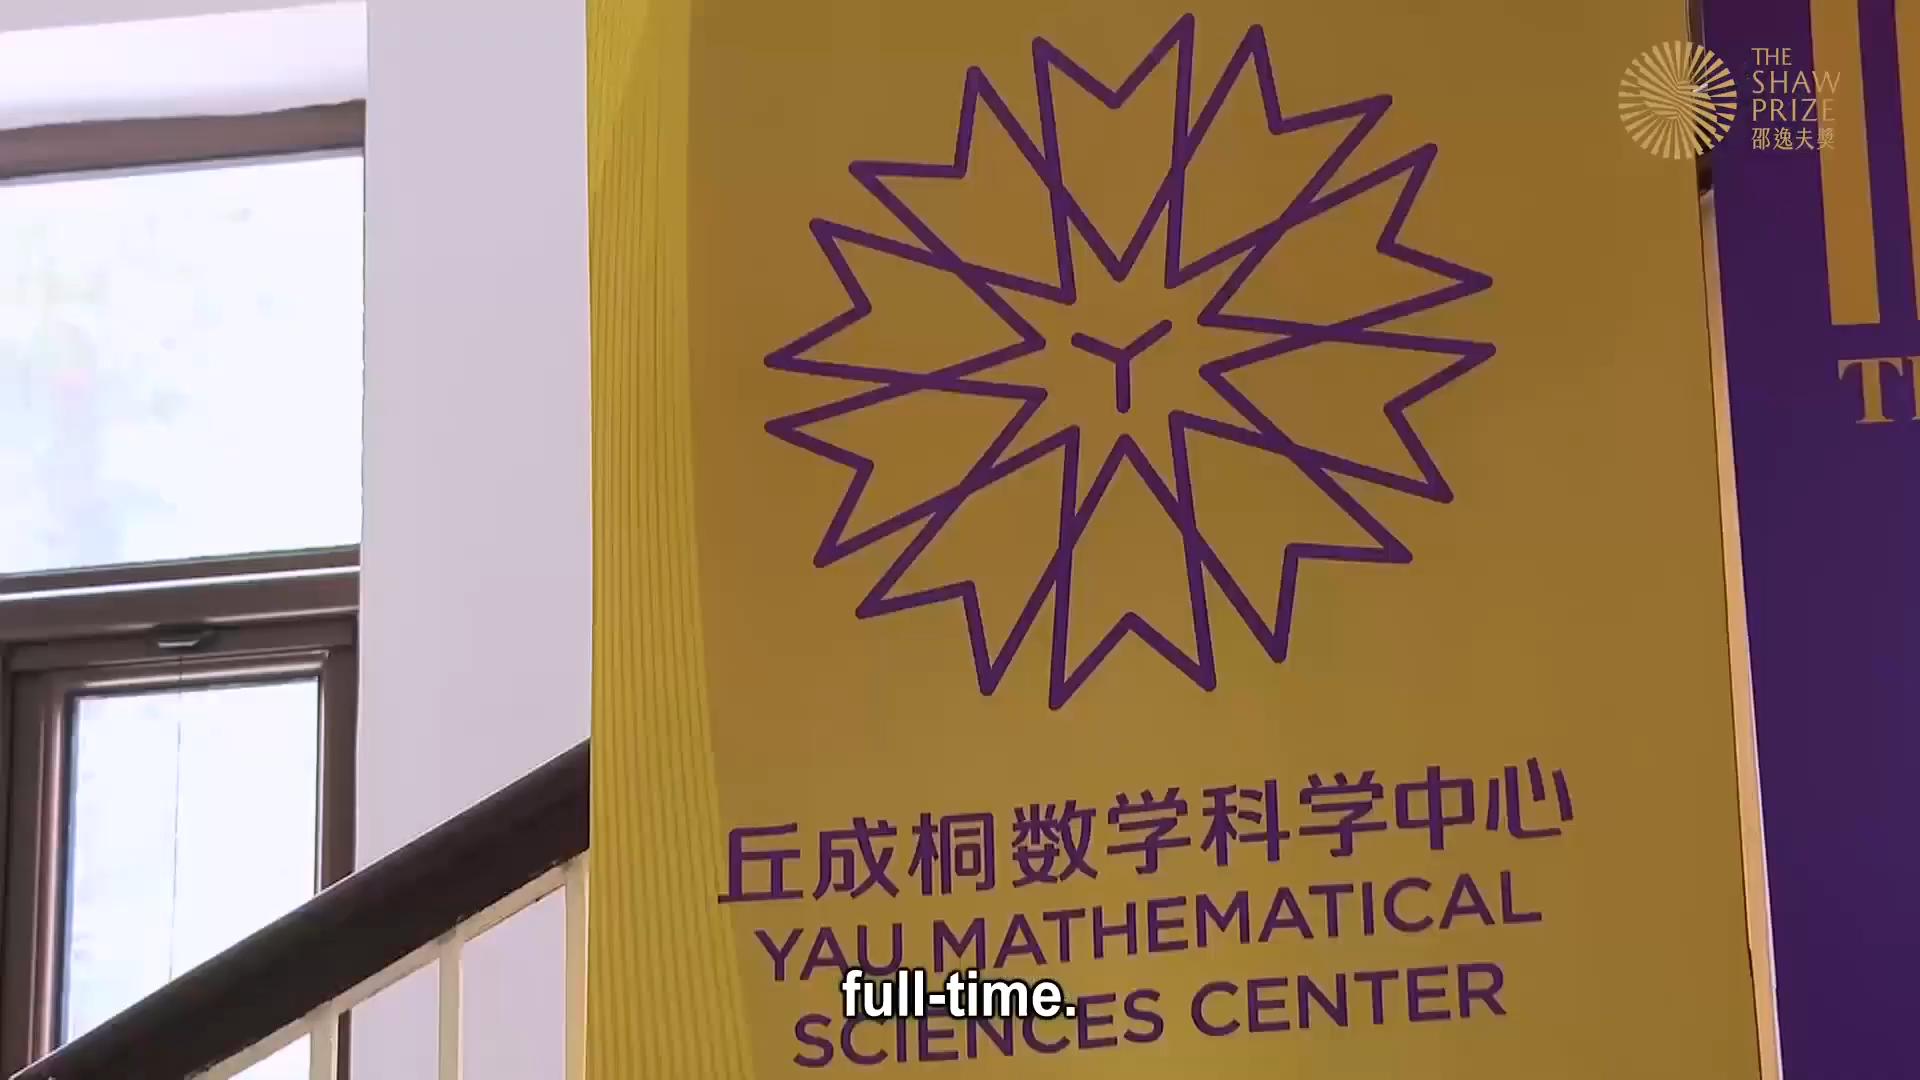 THE
SHAW
PRIZE
邵逸夫獎
丘成桐数学科学中心
YAU MATHEMATICAL
SCIENCES CENTER
full-time.